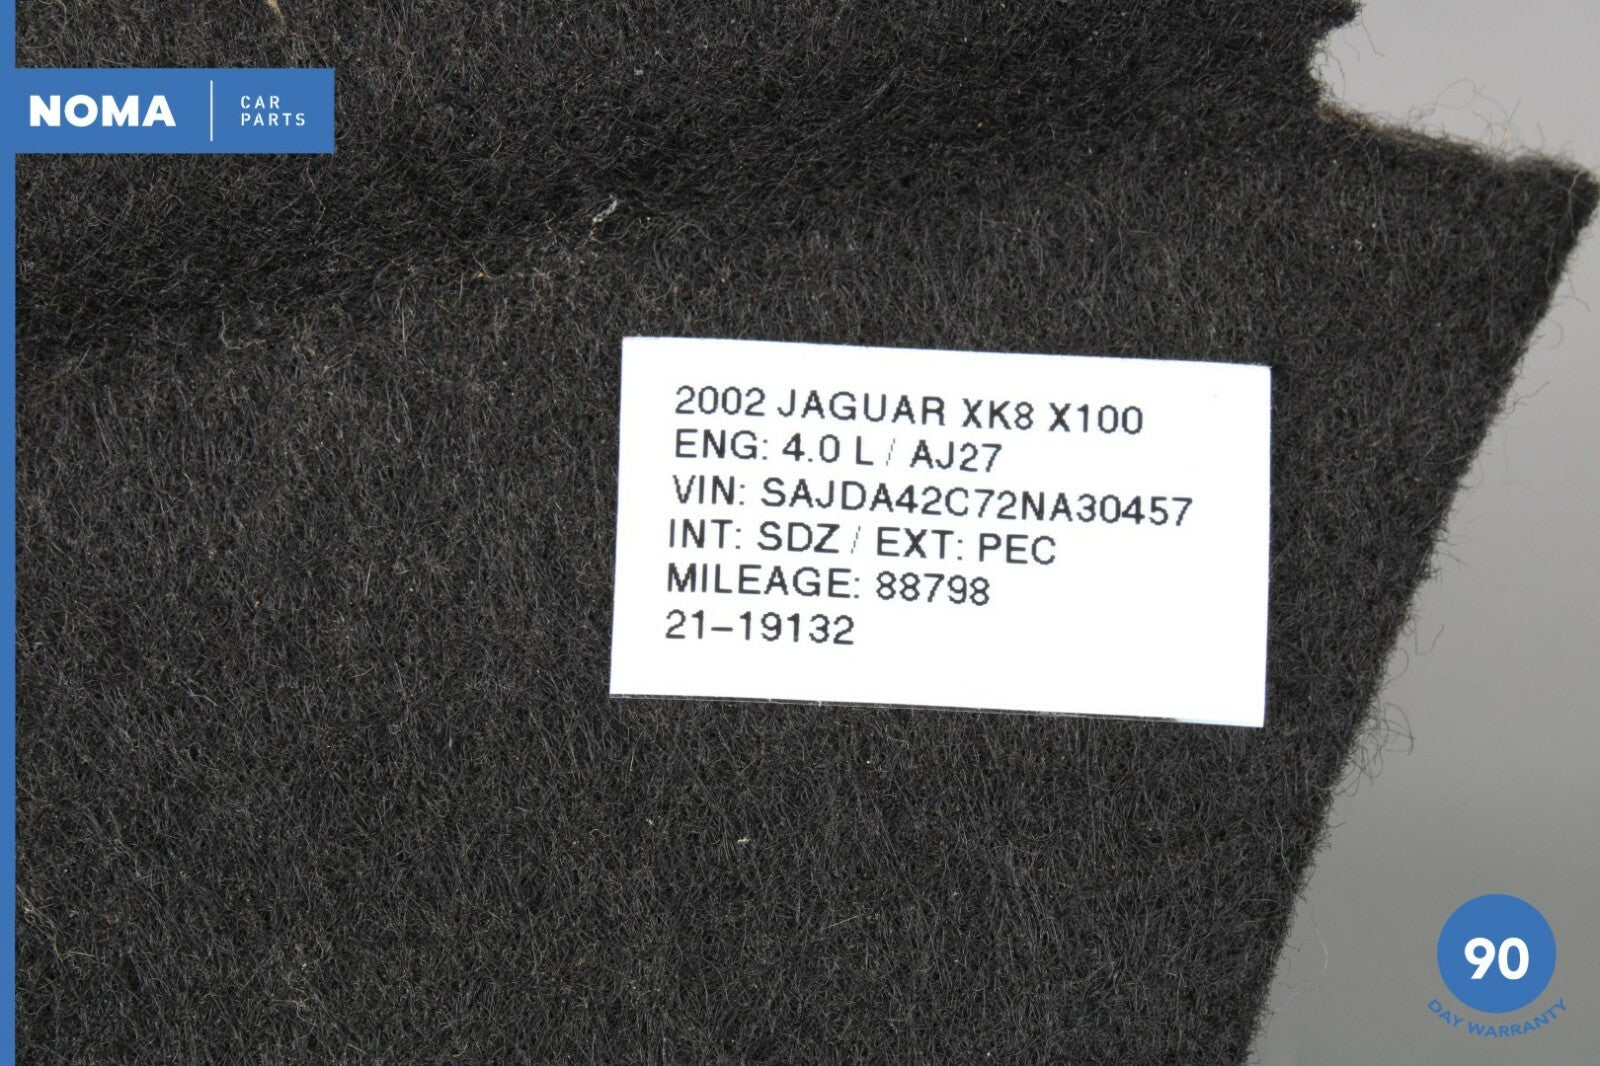 NOMA
CAR
PARTS
2002 JAGUAR XK8 X100
ENG: 4.0 L / AJ27
VIN: SAJDA42C72NA30457
INT: SDZ / EXT: PEC
MILEAGE: 88798
21-19132
90
DAY WARRANTY